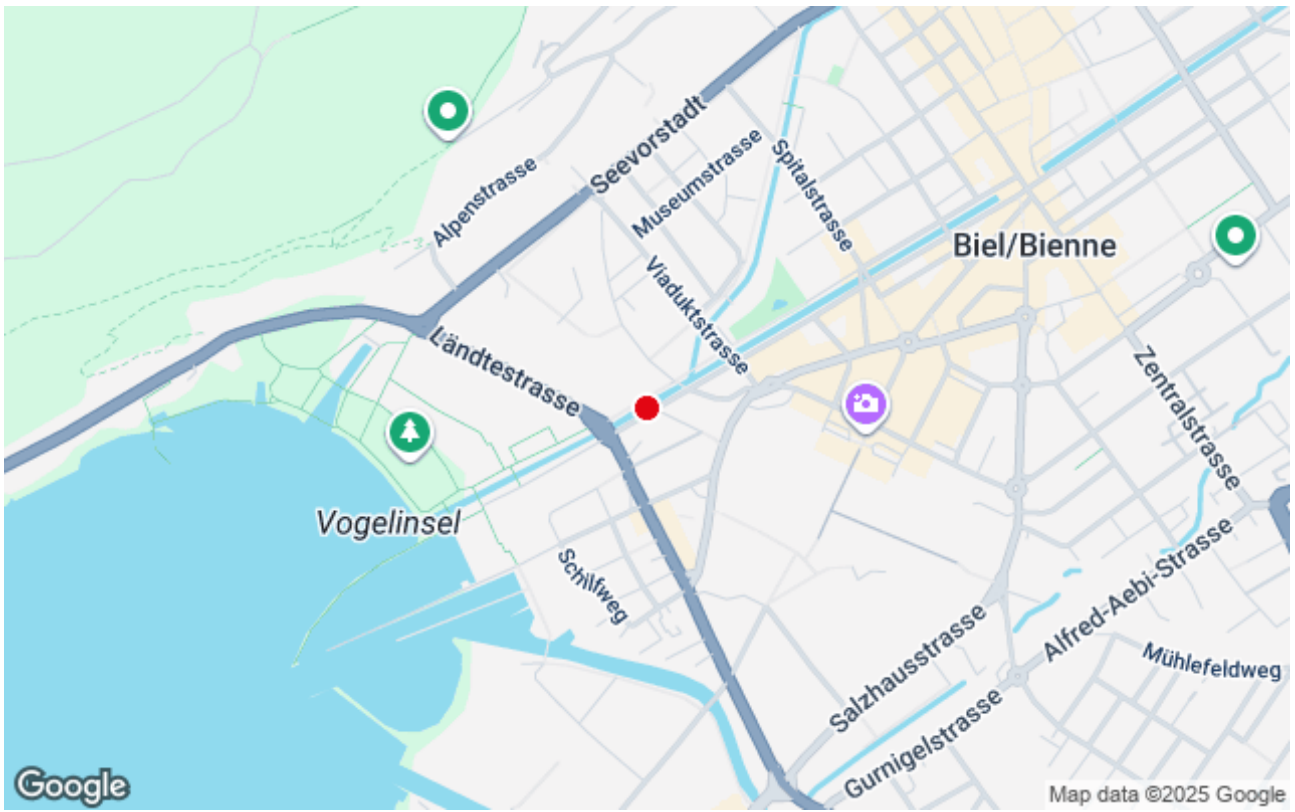 Seevorstadt
Alpenstrasse
Museumstrasse
Spitalstrasse
Biel/Bienne
Viaduktstrasse
Ländtestrasse
Zentralstrasse
Vogelinsel
Schilfweg
Alfred-Aebi-Strasse
Salzhausstrasse
Mühlefeldweg
Gurnigelstrasse
Google
Map data ©2025 Google